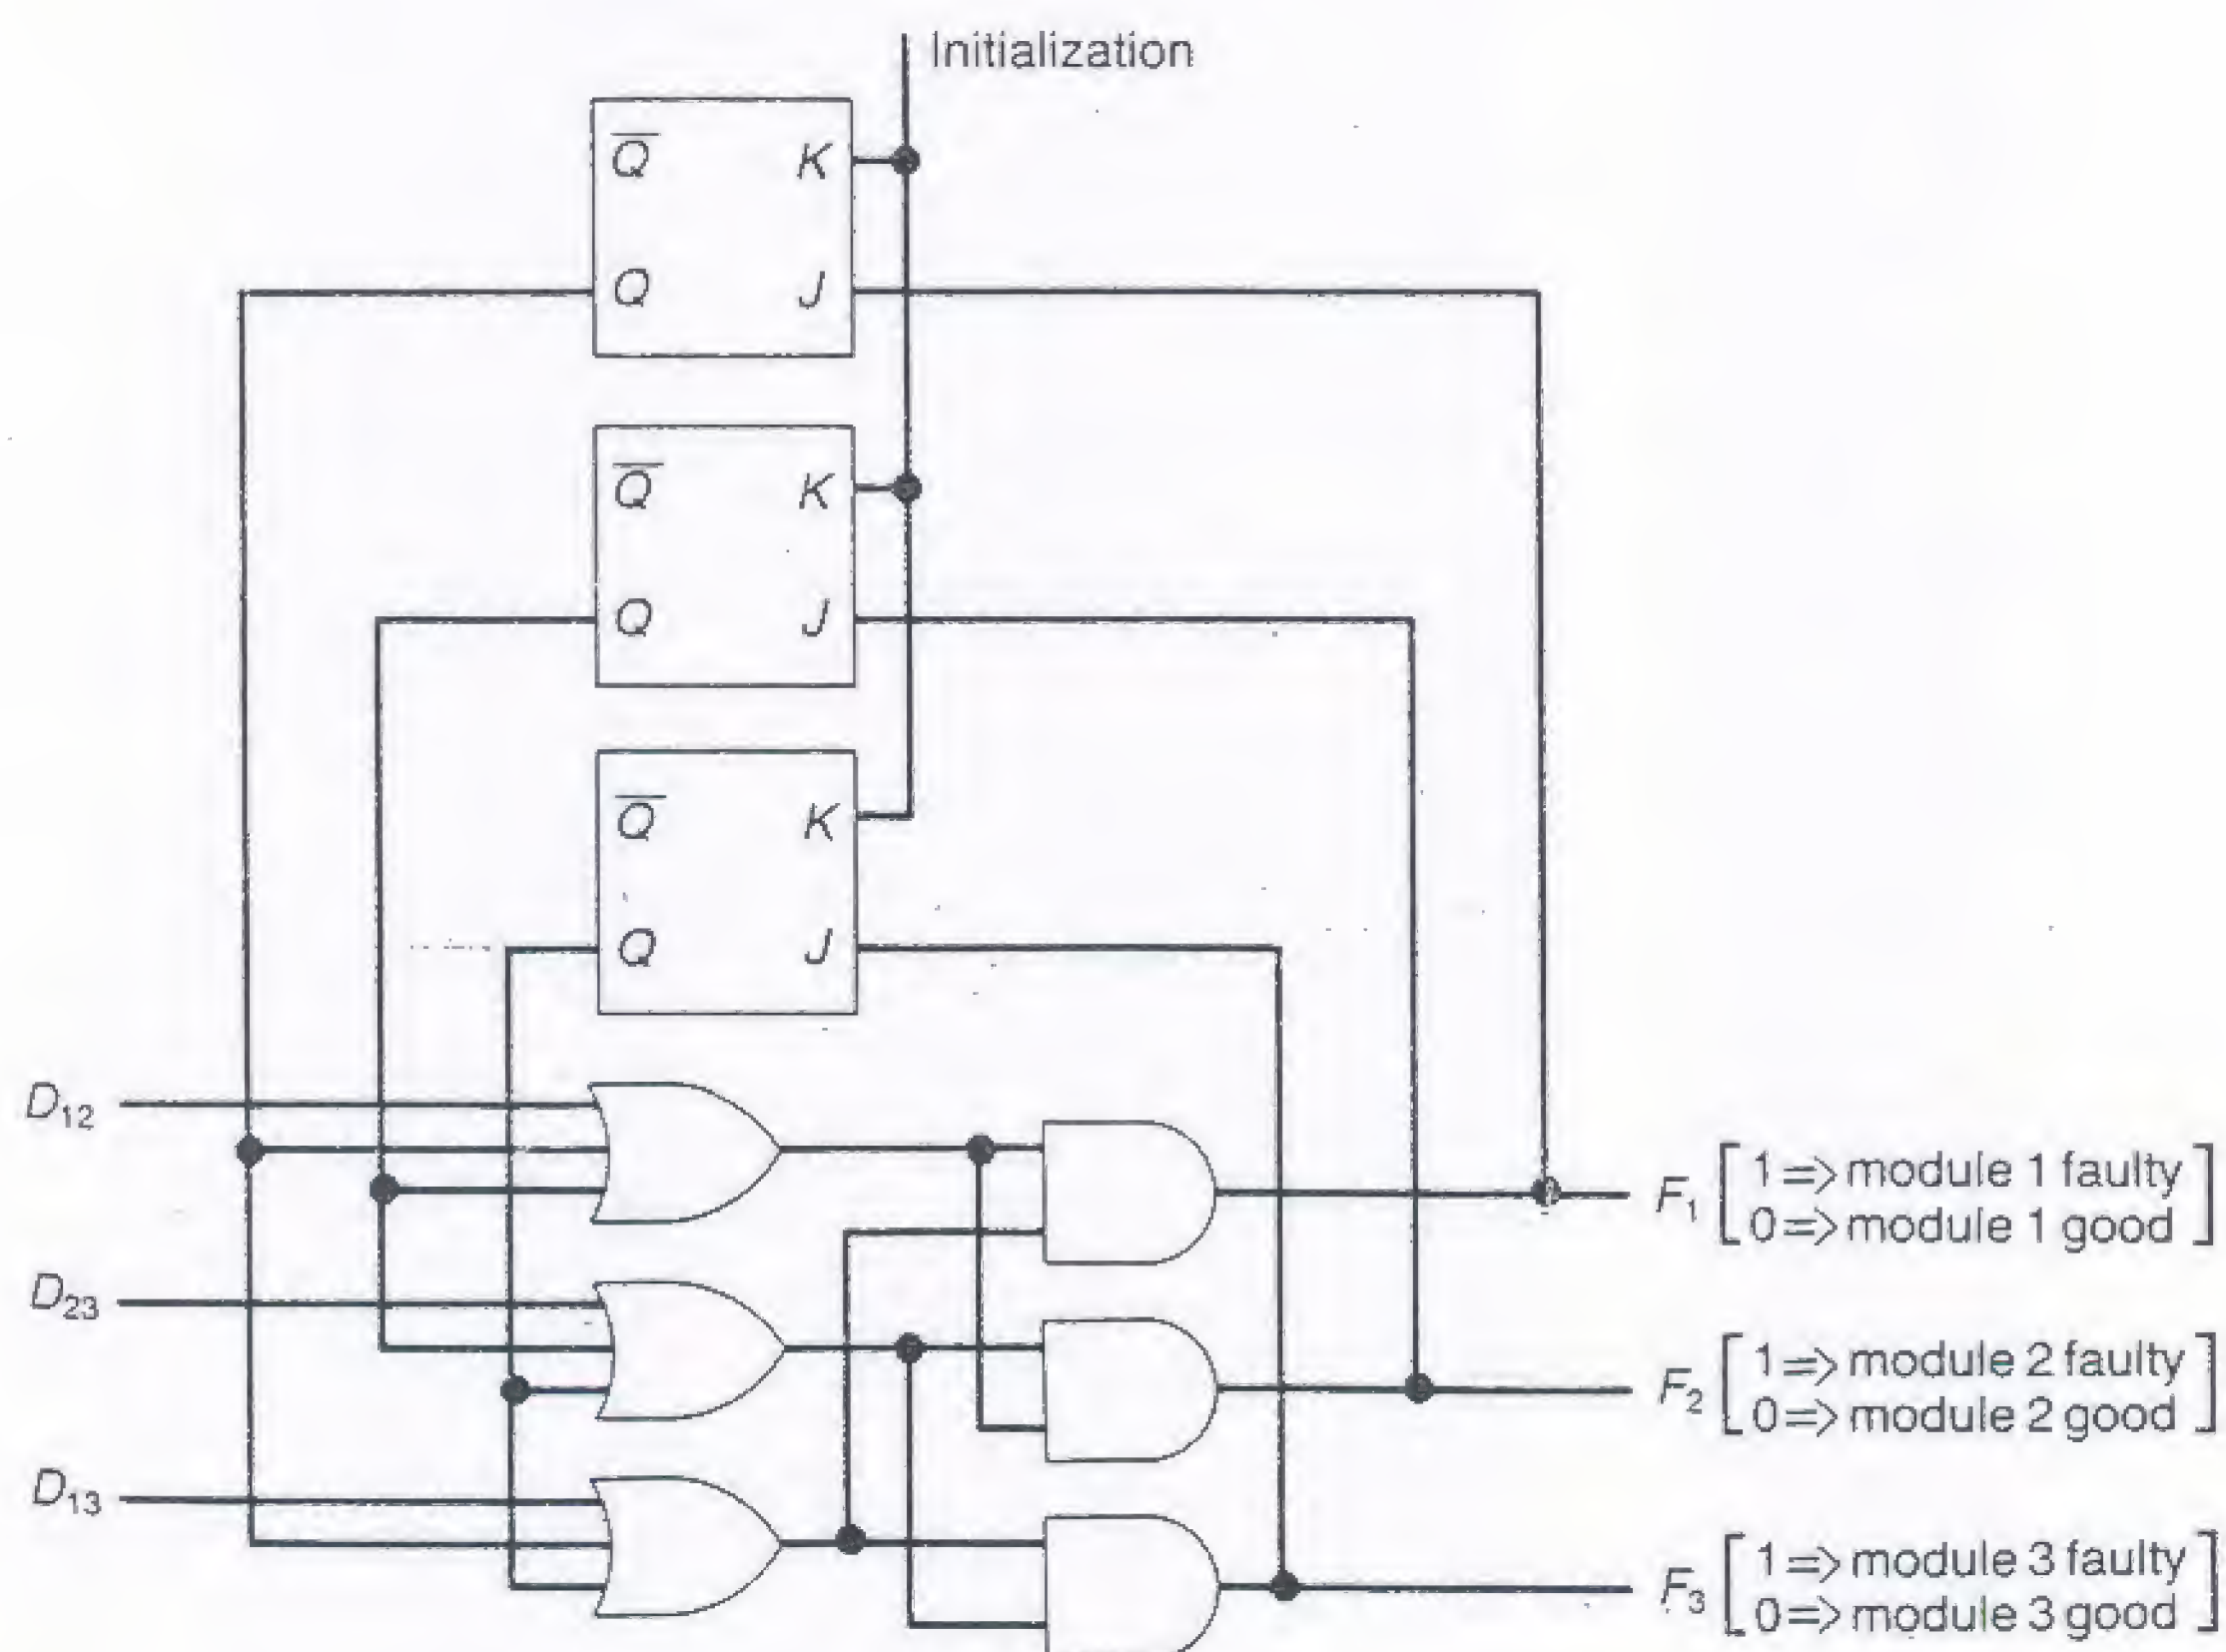 Initialization
Q̅ K
Q J
Q̅ K
Q J
Q̅ K
Q J
D₁₂
D₂₃
D₁₃
F₁ [1 => module 1 faulty
0 => module 1 good]
F₂ [1 => module 2 faulty
0 => module 2 good]
F₃ [1 => module 3 faulty
0 => module 3 good]